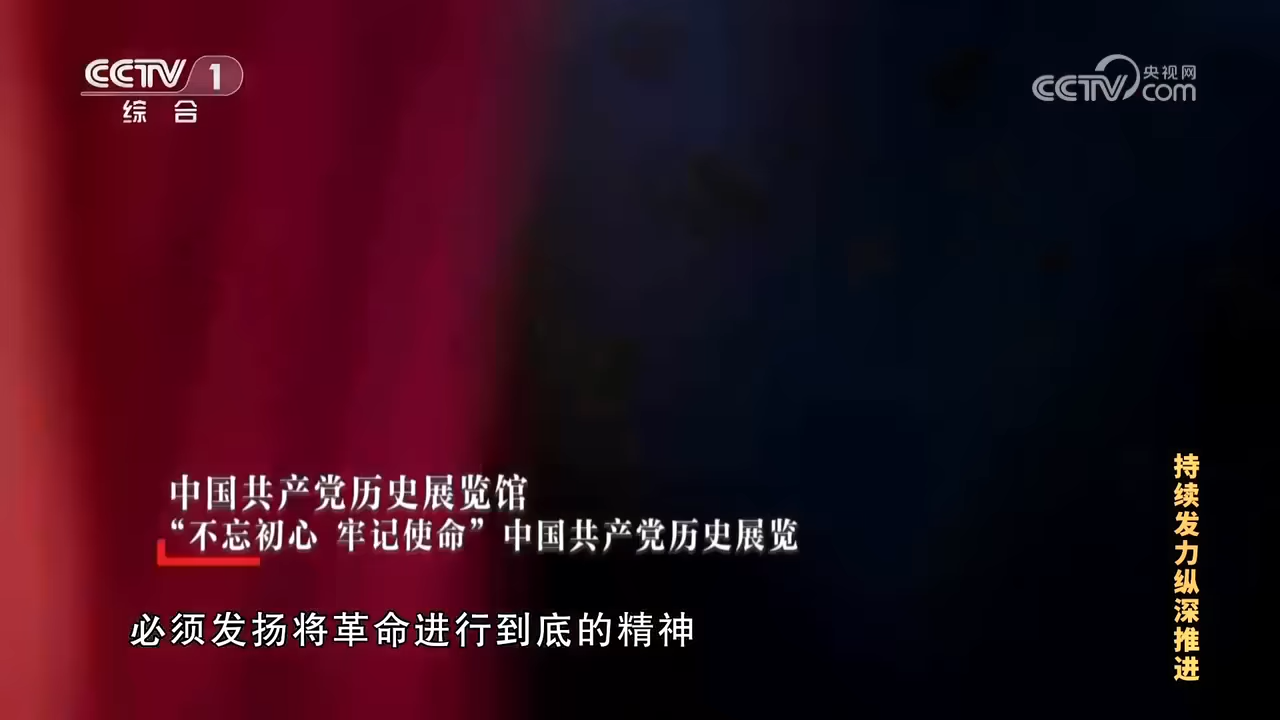 CCTV 1
综合
央视网
CCTV com
中国共产党历史展览馆
“不忘初心 牢记使命”中国共产党历史展览
必须发扬将革命进行到底的精神
持续发力纵深推进